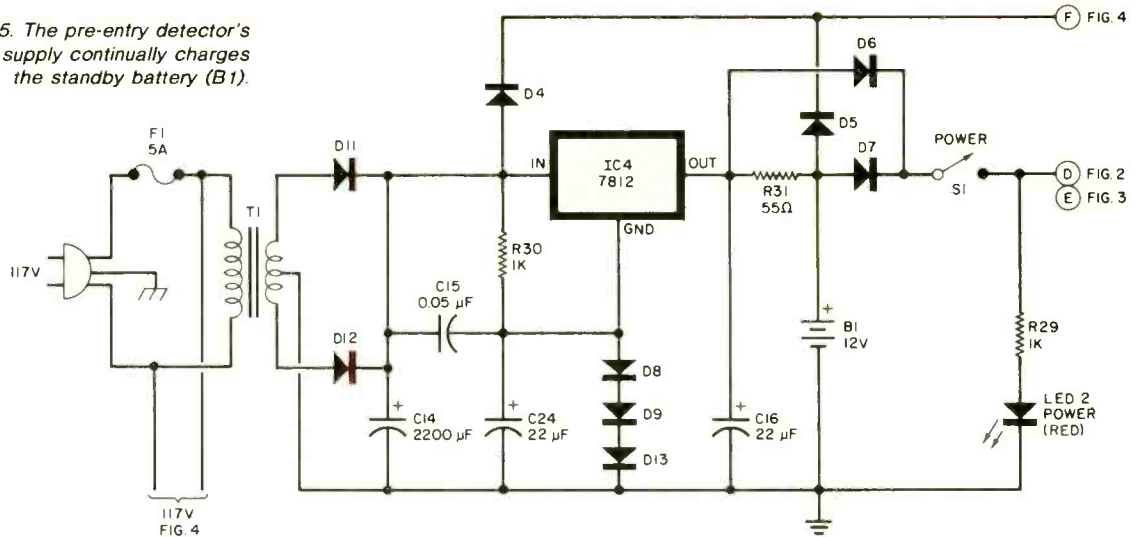 5. The pre-entry detector's
supply continually charges
the standby battery (B1).
F FIG. 4
D6
D4
F1
5A
D11
D5
POWER
IN
IC4
7812
OUT
D7
D FIG. 2
E FIG. 3
S1
R31
55Ω
T1
GND
R30
1K
117V
C15
0.05 µF
+
B1
12V
R29
1K
D12
D8
+
C14
2200 µF
+
C24
22 µF
D9
+
C16
22 µF
LED 2
POWER
(RED)
D13
117V
FIG. 4